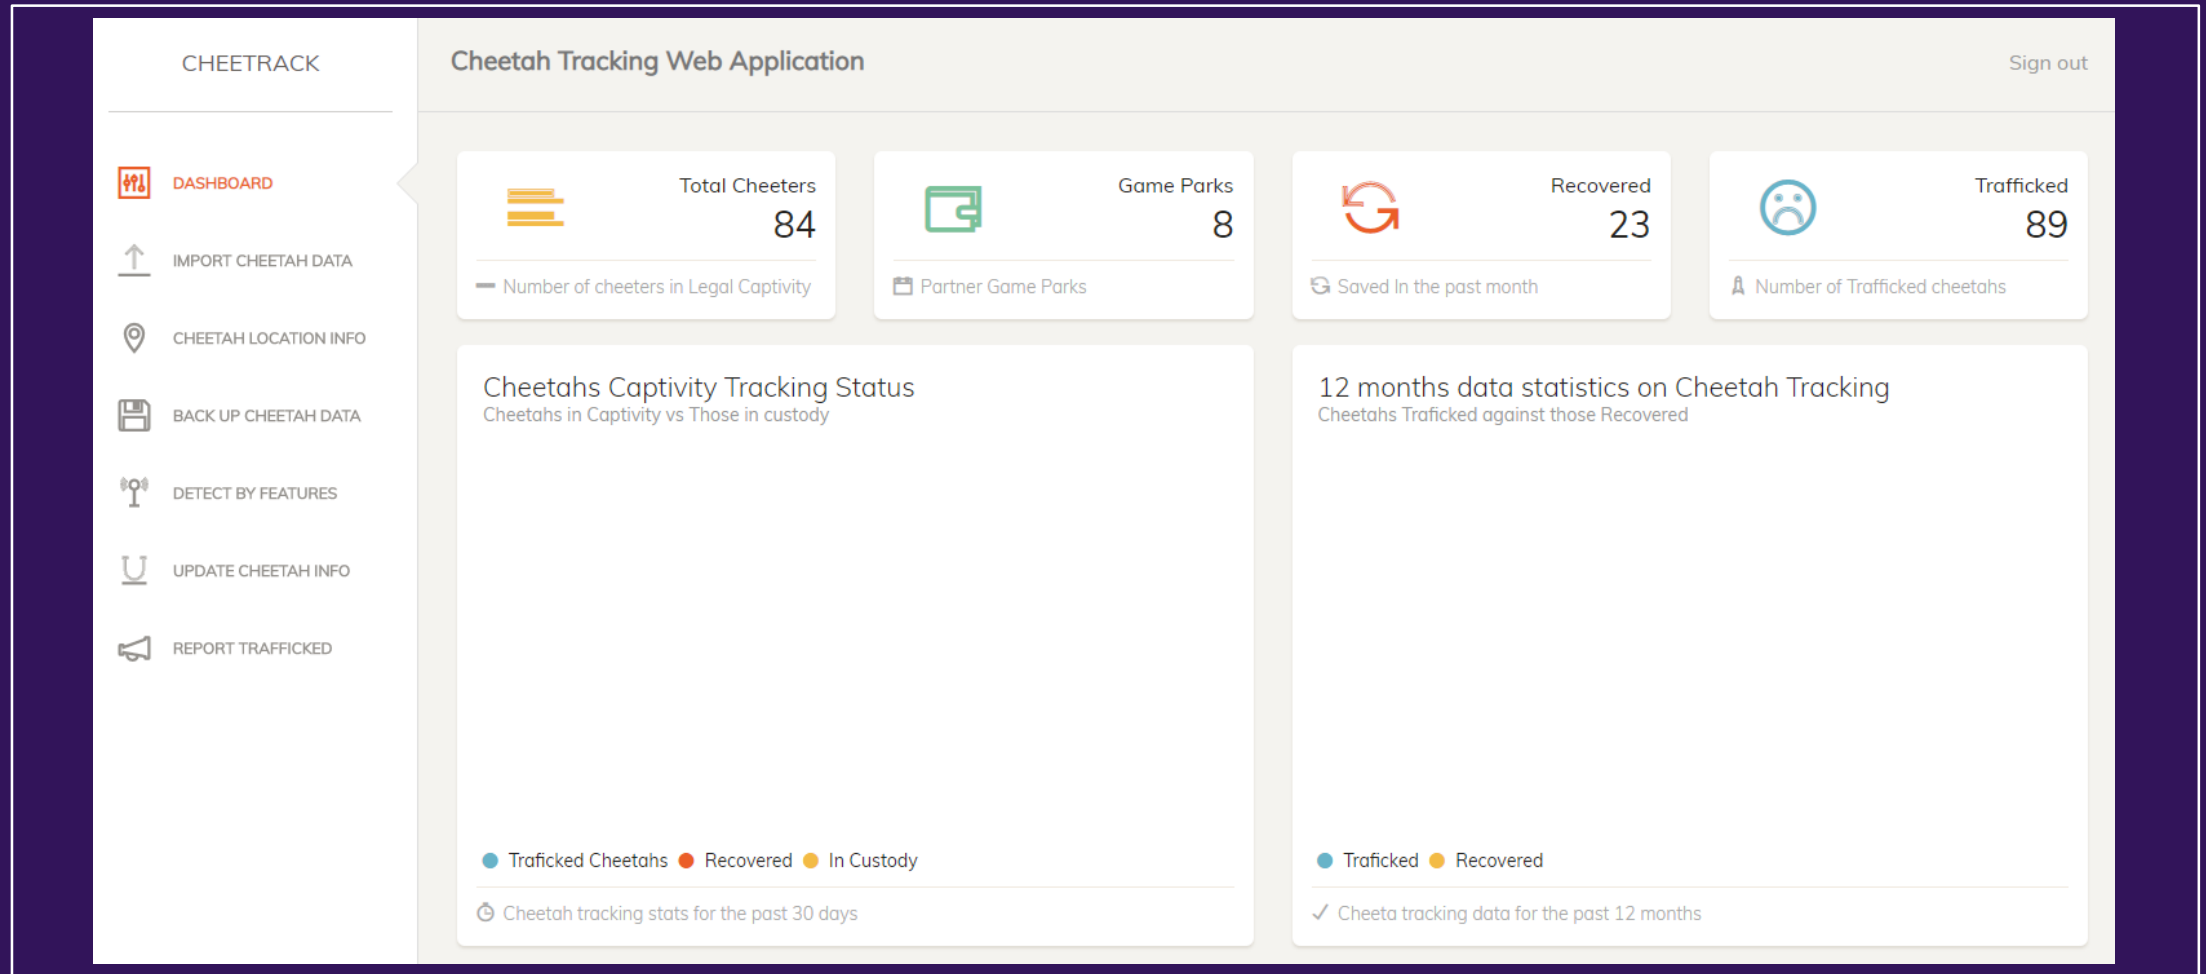 CHEETRACK
Cheetah Tracking Web Application
Sign out
DASHBOARD
IMPORT CHEETAH DATA
CHEETAH LOCATION INFO
BACK UP CHEETAH DATA
DETECT BY FEATURES
UPDATE CHEETAH INFO
REPORT TRAFFICKED
Total Cheeters
84
Number of cheeters in Legal Captivity
Game Parks
8
Partner Game Parks
Recovered
23
Saved In the past month
Trafficked
89
Number of Trafficked cheetahs
Cheetahs Captivity Tracking Status
Cheetahs in Captivity vs Those in custody
Traficked Cheetahs Recovered In Custody
Cheetah tracking stats for the past 30 days
12 months data statistics on Cheetah Tracking
Cheetahs Traficked against those Recovered
Traficked Recovered
Cheeta tracking data for the past 12 months